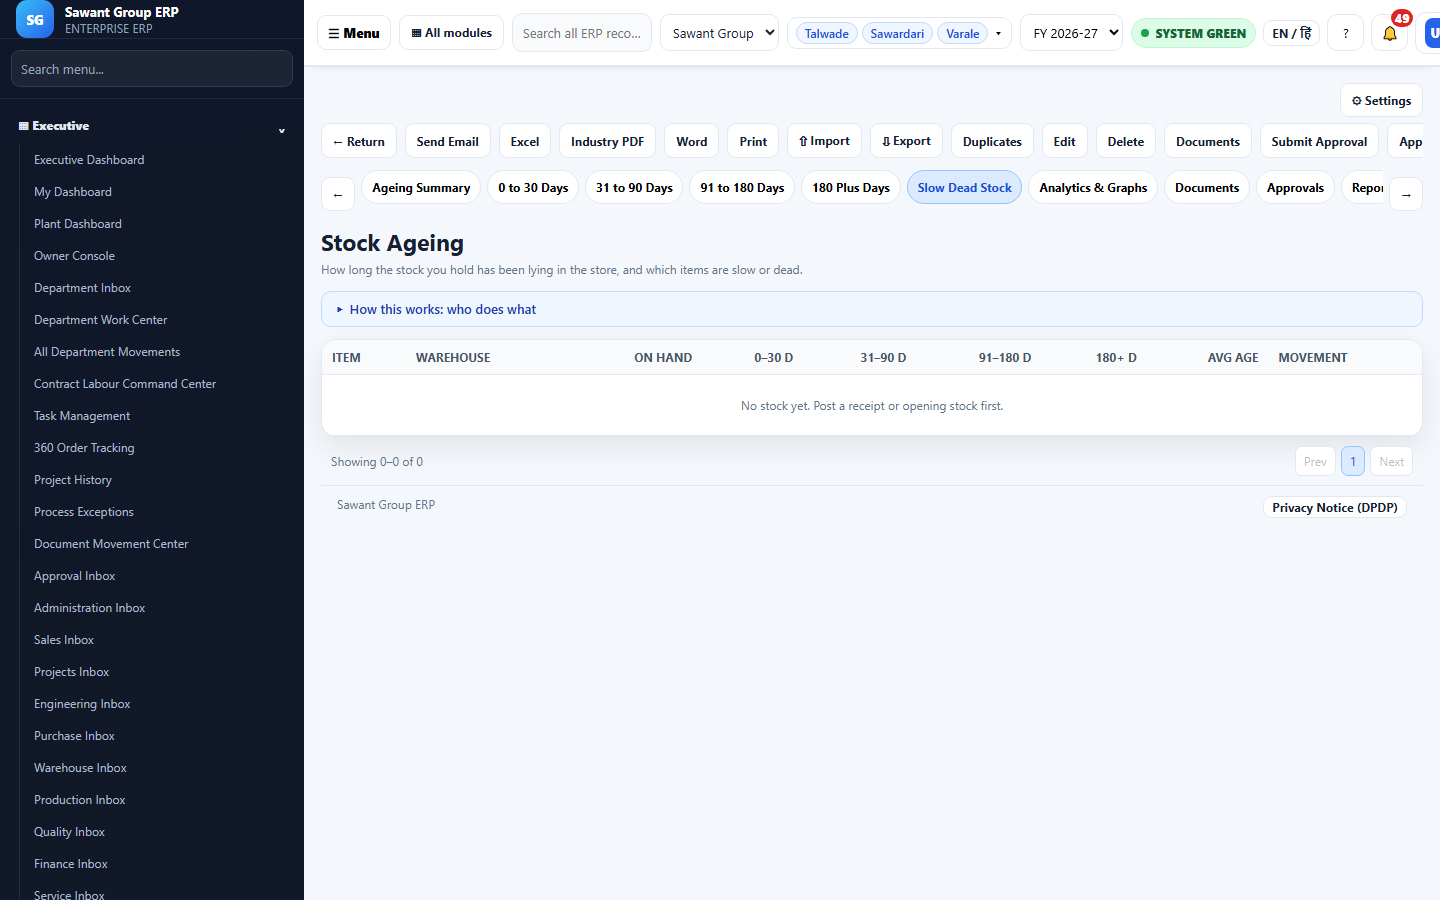 SG
Sawant Group ERP
ENTERPRISE ERP
Search menu...
Executive
Executive Dashboard
My Dashboard
Plant Dashboard
Owner Console
Department Inbox
Department Work Center
All Department Movements
Contract Labour Command Center
Task Management
360 Order Tracking
Project History
Process Exceptions
Document Movement Center
Approval Inbox
Administration Inbox
Sales Inbox
Projects Inbox
Engineering Inbox
Purchase Inbox
Warehouse Inbox
Production Inbox
Quality Inbox
Finance Inbox
Service Inbox
☰ Menu All modules Search all ERP reco... Sawant Group Talwade Sawardari Varale FY 2026-27 SYSTEM GREEN EN / हिं ? 49 U
⚙ Settings
← Return Send Email Excel Industry PDF Word Print ⇧ Import ⇩ Export Duplicates Edit Delete Documents Submit Approval App
← Ageing Summary 0 to 30 Days 31 to 90 Days 91 to 180 Days 180 Plus Days Slow Dead Stock Analytics & Graphs Documents Approvals Repor →
Stock Ageing
How long the stock you hold has been lying in the store, and which items are slow or dead.
▸ How this works: who does what
ITEM WAREHOUSE ON HAND 0–30 D 31–90 D 91–180 D 180+ D AVG AGE MOVEMENT
No stock yet. Post a receipt or opening stock first.
Showing 0–0 of 0 Prev 1 Next
Sawant Group ERP Privacy Notice (DPDP)